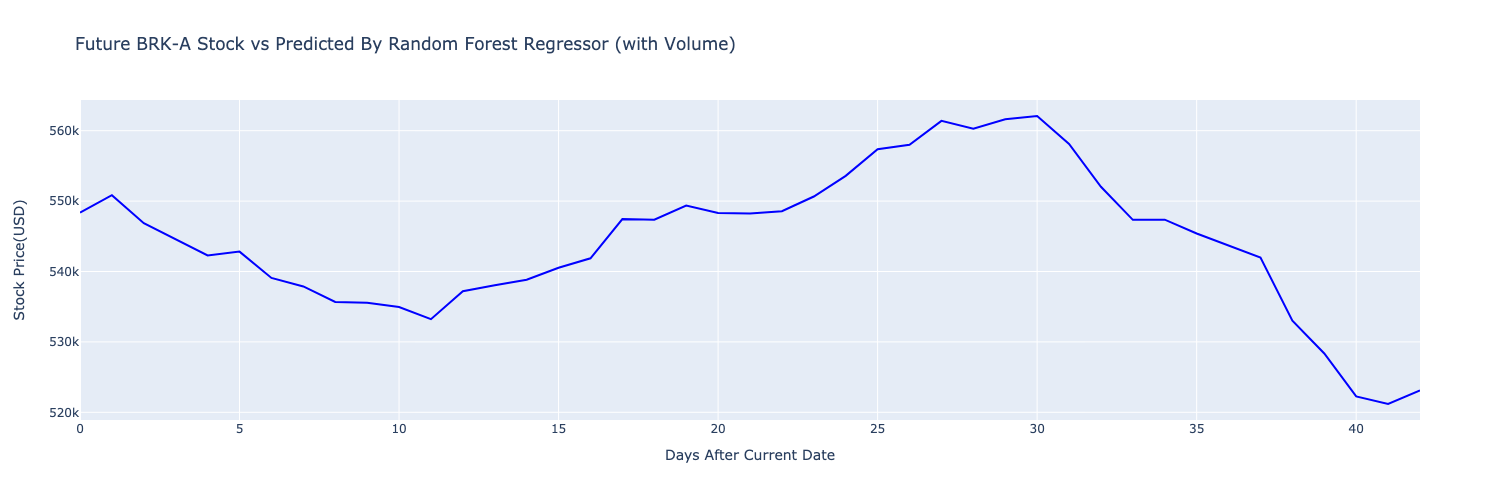 Future BRK-A Stock vs Predicted By Random Forest Regressor (with Volume)
Stock Price(USD)
560k
550k
540k
530k
520k
0 5 10 15 20 25 30 35 40
Days After Current Date